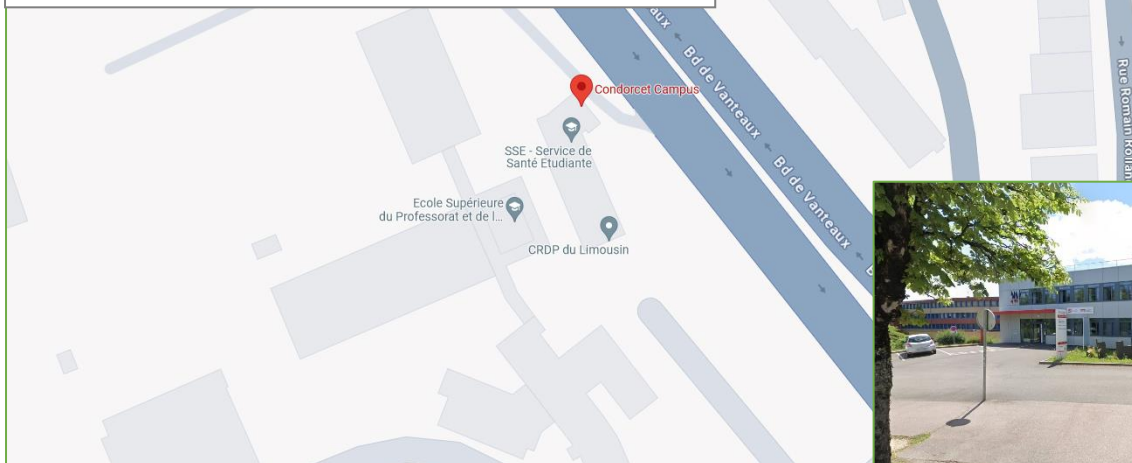 Bd de Vanteaux
Condorcet Campus
SSE - Service de
Santé Etudiante
Bd de Vanteaux
Ecole Supérieure
du Professorat et de l...
CRDP du Limousin
Rue Romain